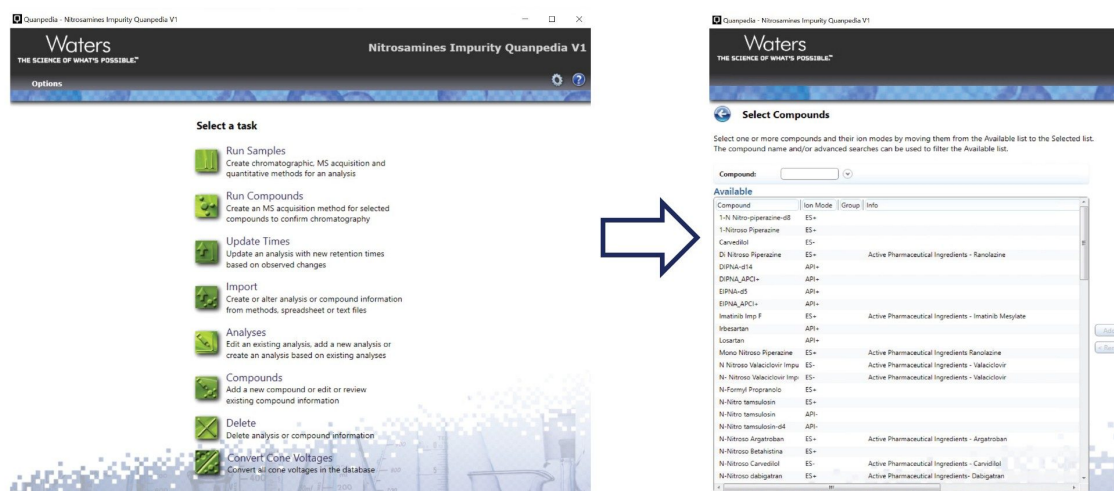 Quanpedia - Nitrosamines Impurity Quanpedia V1
Waters
THE SCIENCE OF WHAT'S POSSIBLE.™
Nitrosamines Impurity Quanpedia V1
Options
Select a task
Run Samples
Create chromatographic, MS acquisition and
quantitative methods for an analysis
Run Compounds
Create an MS acquisition method for selected
compounds to confirm chromatography
Update Times
Update an analysis with new retention times
based on observed changes
Import
Create or alter analysis or compound information
from methods, spreadsheet or text files
Analyses
Edit an existing analysis, add a new analysis or
create an analysis based on existing analyses
Compounds
Add a new compound or edit or review
existing compound information
Delete
Delete analysis or compound information
Convert Cone Voltages
Convert all cone voltages in the database
Quanpedia - Nitrosamines Impurity Quanpedia V1
Waters
THE SCIENCE OF WHAT'S POSSIBLE.™
Select Compounds
Select one or more compounds and their ion modes by moving them from the Available list to the Selected list.
The compound name and/or advanced searches can be used to filter the Available list.
Compound:
Available
Compound Ion Mode Group Info
1-N Nitro-piperazine-d8 ES+
1-Nitroso Piperazine ES+
Carvedilol ES-
Di Nitroso Piperazine ES+ Active Pharmaceutical Ingredients - Ranolazine
DIPNA-d14 API+
DIPNA_APCI+ API+
EIPNA-d5 API+
EIPNA_APCI+ API+
Imatinib Imp F ES+ Active Pharmaceutical Ingredients - Imatinib Mesylate
Irbesartan API+
Losartan API+
Mono Nitroso Piperazine ES+ Active Pharmaceutical Ingredients Ranolazine
N Nitroso Valaciclovir Impu ES- Active Pharmaceutical Ingredients - Valaciclovir
N- Nitroso Valaciclovir Imp ES- Active Pharmaceutical Ingredients - Valaciclovir
N-Formyl Propranolo ES+
N-Nitro tamsulosin ES+
N-Nitro tamsulosin API-
N-Nitro tamsulosin-d4 API-
N-Nitroso Argatroban ES+ Active Pharmaceutical Ingredients - Argatroban
N-Nitroso Betahistina ES+
N-Nitroso Carvedilol ES- Active Pharmaceutical Ingredients - Carvidilol
N-Nitroso dabigatran ES+ Active Pharmaceutical Ingredients- Dabigatran